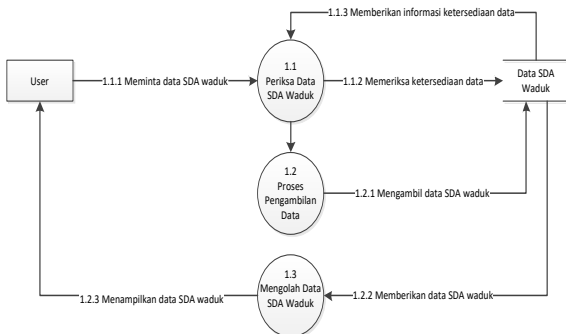 1.1.3 Memberikan informasi ketersediaan data
User
1.1.1 Meminta data SDA waduk
1.1
Periksa Data
SDA Waduk
1.1.2 Memeriksa ketersediaan data
Data SDA
Waduk
1.2
Proses
Pengambilan
Data
1.2.1 Mengambil data SDA waduk
1.3
Mengolah Data
SDA Waduk
1.2.2 Memberikan data SDA waduk
1.2.3 Menampilkan data SDA waduk